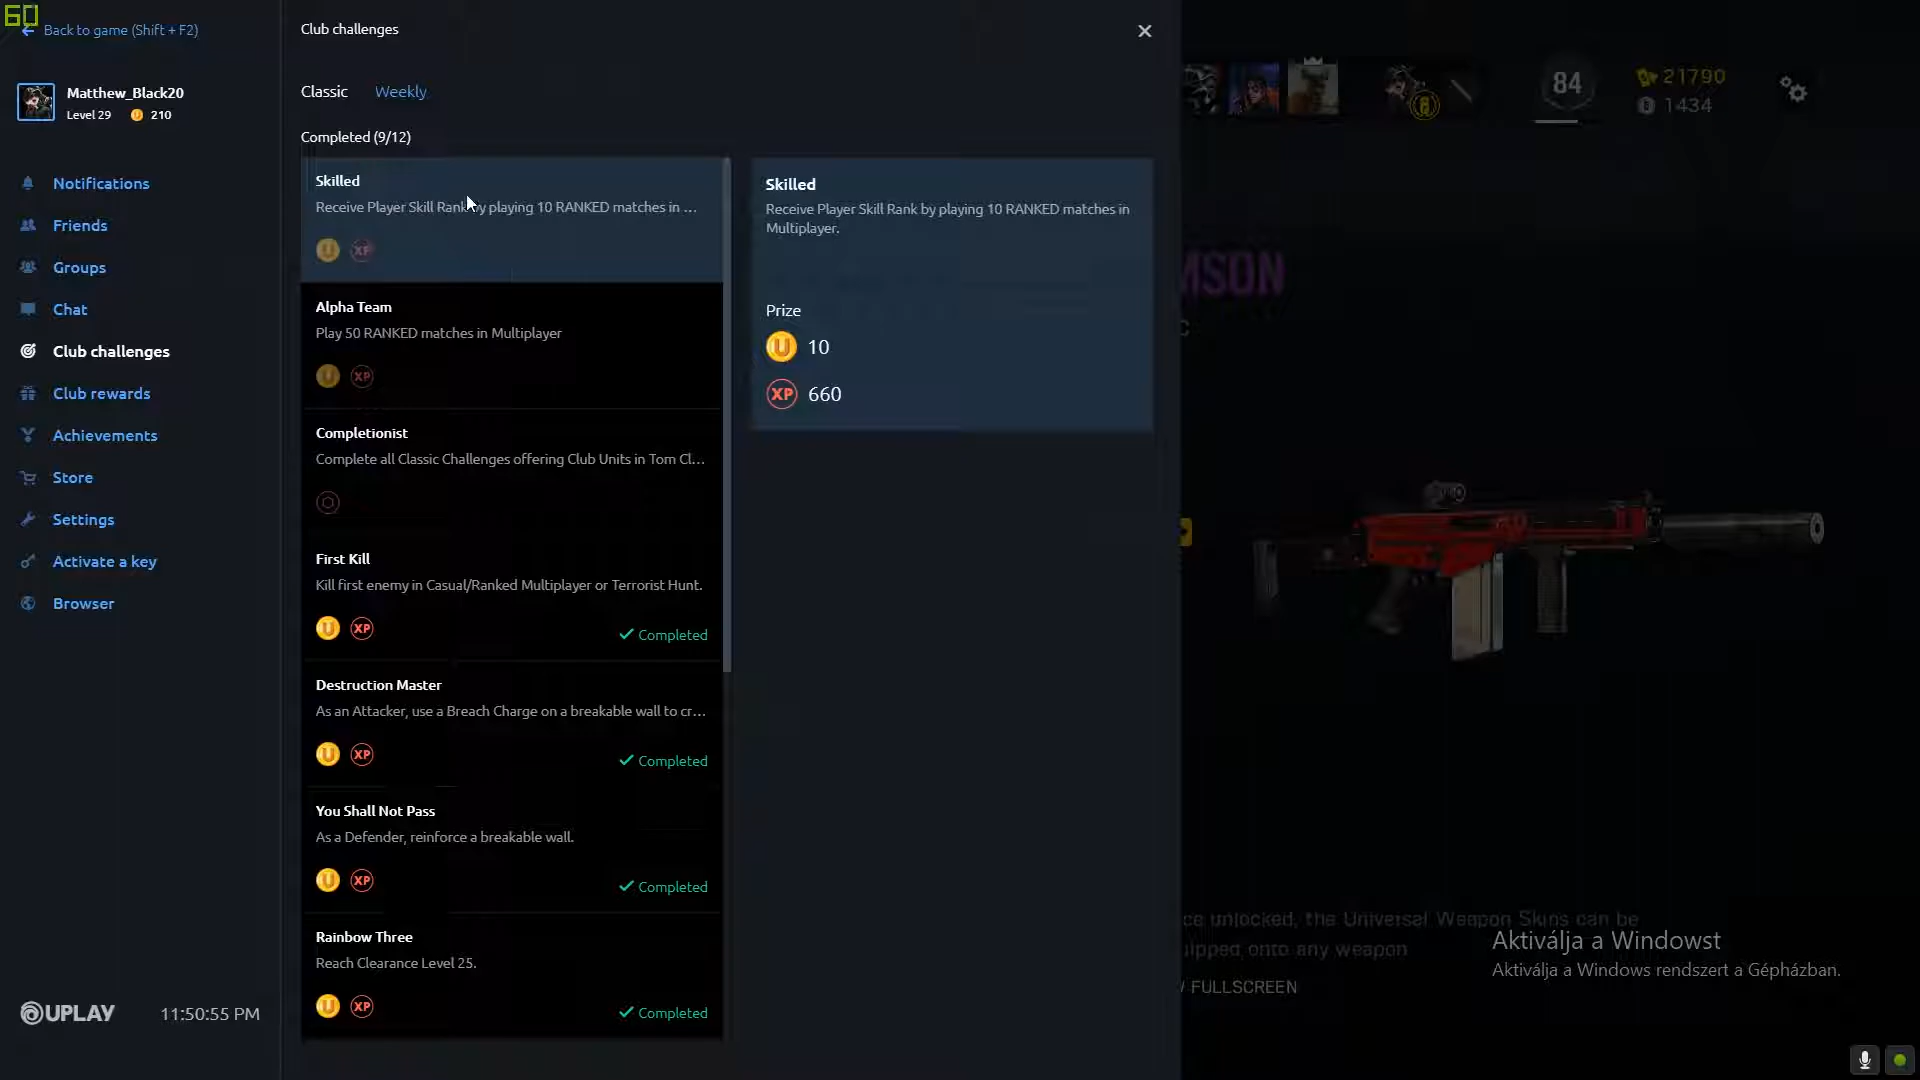 60
Back to game (Shift + F2)
Matthew_Black20
Level 29 210
Notifications
Friends
Groups
Chat
Club challenges
Club rewards
Achievements
Store
Settings
Activate a key
Browser
UPLAY 11:50:55 PM
Club challenges
Classic Weekly
Completed (9/12)
Skilled
Receive Player Skill Rank by playing 10 RANKED matches in ...
XP
Alpha Team
Play 50 RANKED matches in Multiplayer
XP
Completionist
Complete all Classic Challenges offering Club Units in Tom Cl...
First Kill
Kill first enemy in Casual/Ranked Multiplayer or Terrorist Hunt.
XP Completed
Destruction Master
As an Attacker, use a Breach Charge on a breakable wall to cr...
XP Completed
You Shall Not Pass
As a Defender, reinforce a breakable wall.
XP Completed
Rainbow Three
Reach Clearance Level 25.
XP Completed
Skilled
Receive Player Skill Rank by playing 10 RANKED matches in
Multiplayer.
Prize
10
XP 660
84
21790
1434
MSON
ce unlocked, the Universal Weapon Skins can be
uipped onto any weapon
FULLSCREEN
Aktiválja a Windowst
Aktiválja a Windows rendszert a Gépházban.